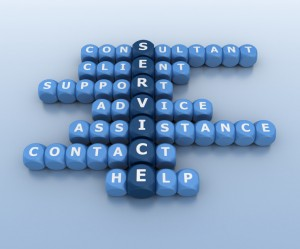 CONSULTANT
CLIENT
SUPPORT
ADVICE
ASSISTANCE
CONTACT
HELP
SERVICE